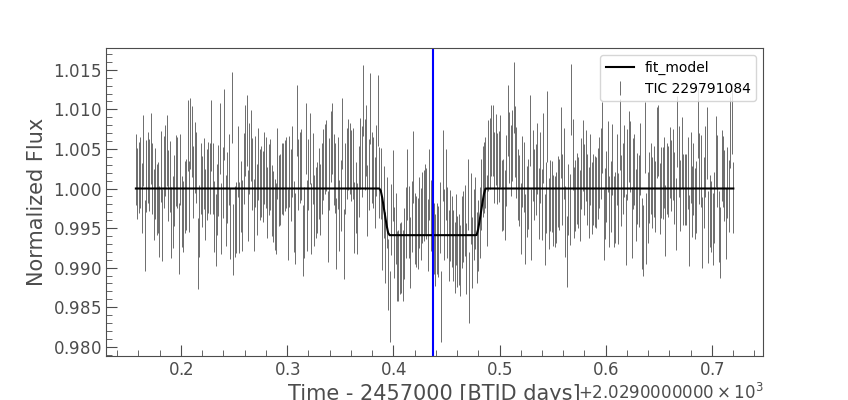 1.015
1.010
1.005
1.000
0.995
0.990
0.985
0.980
Normalized Flux
fit_model
TIC 229791084
0.2 0.3 0.4 0.5 0.6 0.7
Time - 2457000 [BTJD days]
+2.0290000000 × 10³